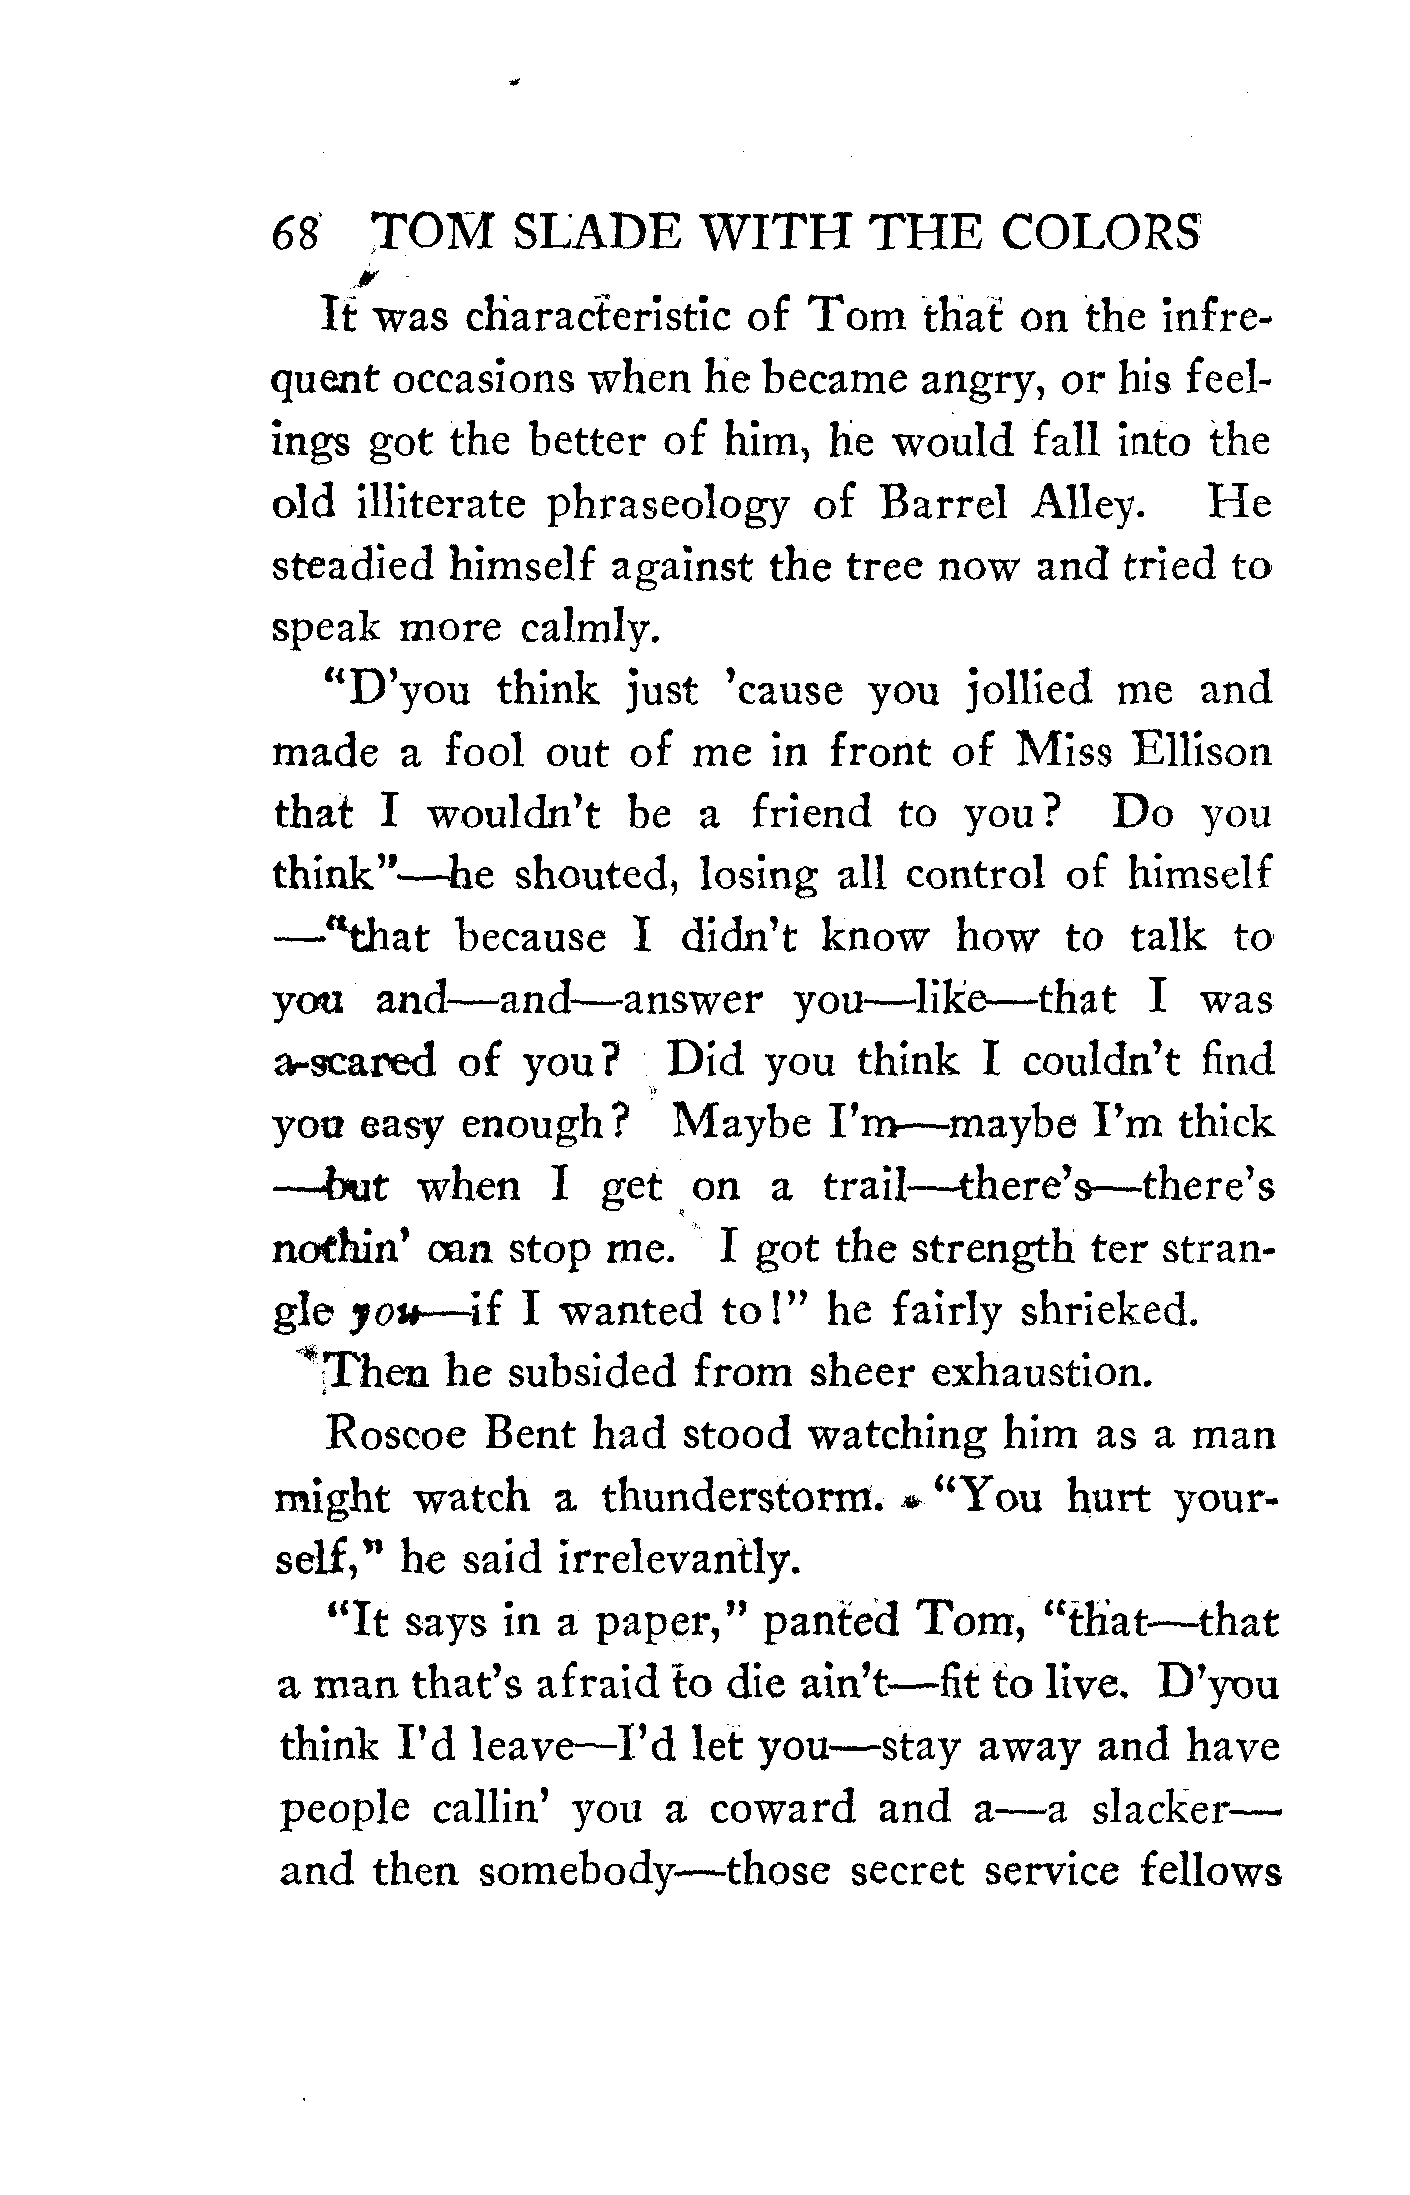 68 TOM SLADE WITH THE COLORS
It was characteristic of Tom that on the infre-
quent occasions when he became angry, or his feel-
ings got the better of him, he would fall into the
old illiterate phraseology of Barrel Alley. He
steadied himself against the tree now and tried to
speak more calmly.
"D'you think just 'cause you jollied me and
made a fool out of me in front of Miss Ellison
that I wouldn't be a friend to you? Do you
think"—he shouted, losing all control of himself
—"that because I didn't know how to talk to
you and—and—answer you—like—that I was
a-scared of you? Did you think I couldn't find
you easy enough? Maybe I'm—maybe I'm thick
—but when I get on a trail—there's—there's
nothin' can stop me. I got the strength ter stran-
gle you—if I wanted to!" he fairly shrieked.
Then he subsided from sheer exhaustion.
Roscoe Bent had stood watching him as a man
might watch a thunderstorm. "You hurt your-
self," he said irrelevantly.
"It says in a paper," panted Tom, "that—that
a man that's afraid to die ain't—fit to live. D'you
think I'd leave—I'd let you—stay away and have
people callin' you a coward and a—a slacker—
and then somebody—those secret service fellows